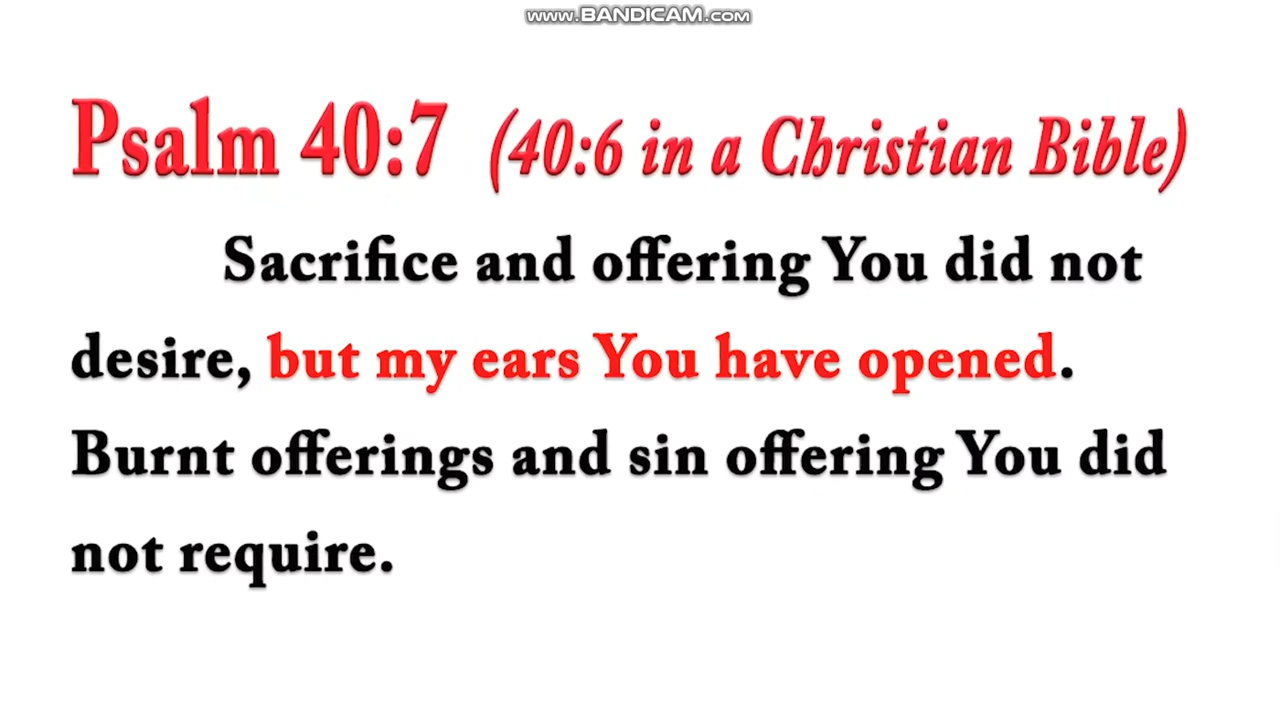 www.BANDICAM.com
Psalm 40:7 (40:6 in a Christian Bible)
Sacrifice and offering You did not
desire, but my ears You have opened.
Burnt offerings and sin offering You did
not require.